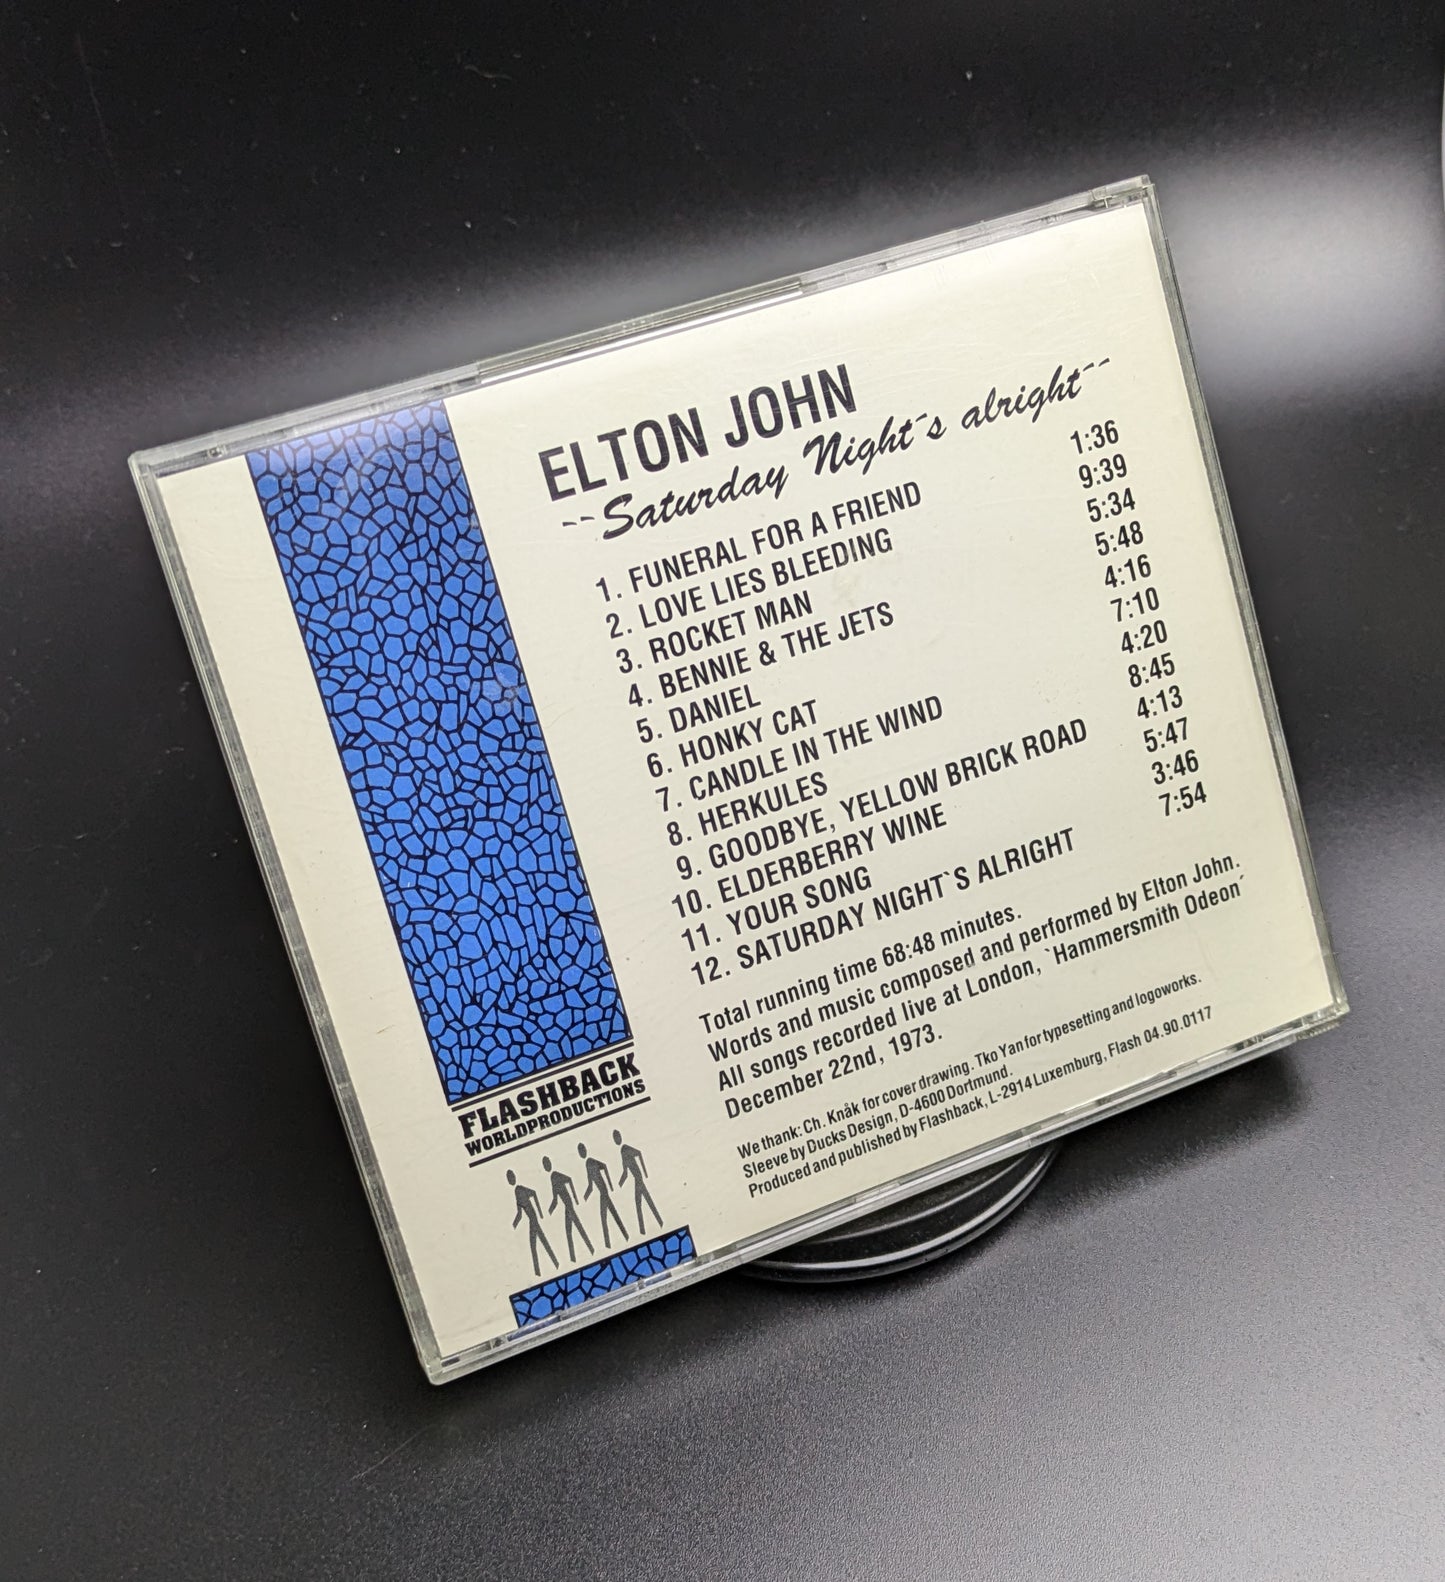 ELTON JOHN
--Saturday Night´s alright--
1. FUNERAL FOR A FRIEND 1:36
2. LOVE LIES BLEEDING 9:39
3. ROCKET MAN 5:34
4. BENNIE & THE JETS 5:48
5. DANIEL 4:16
6. HONKY CAT 7:10
7. CANDLE IN THE WIND 4:20
8. HERKULES 8:45
9. GOODBYE, YELLOW BRICK ROAD 4:13
10. ELDERBERRY WINE 5:47
11. YOUR SONG 3:46
12. SATURDAY NIGHT`S ALRIGHT 7:54
Total running time 68:48 minutes.
Words and music composed and performed by Elton John.
All songs recorded live at London, `Hammersmith Odeon´
December 22nd, 1973.
We thank: Ch. Knåk for cover drawing. Tko Yan for typesetting and logoworks.
Sleeve by Ducks Design, D-4600 Dortmund.
Produced and published by Flashback, L-2914 Luxemburg, Flash 04.90.0117
FLASHBACK
WORLDPRODUCTIONS